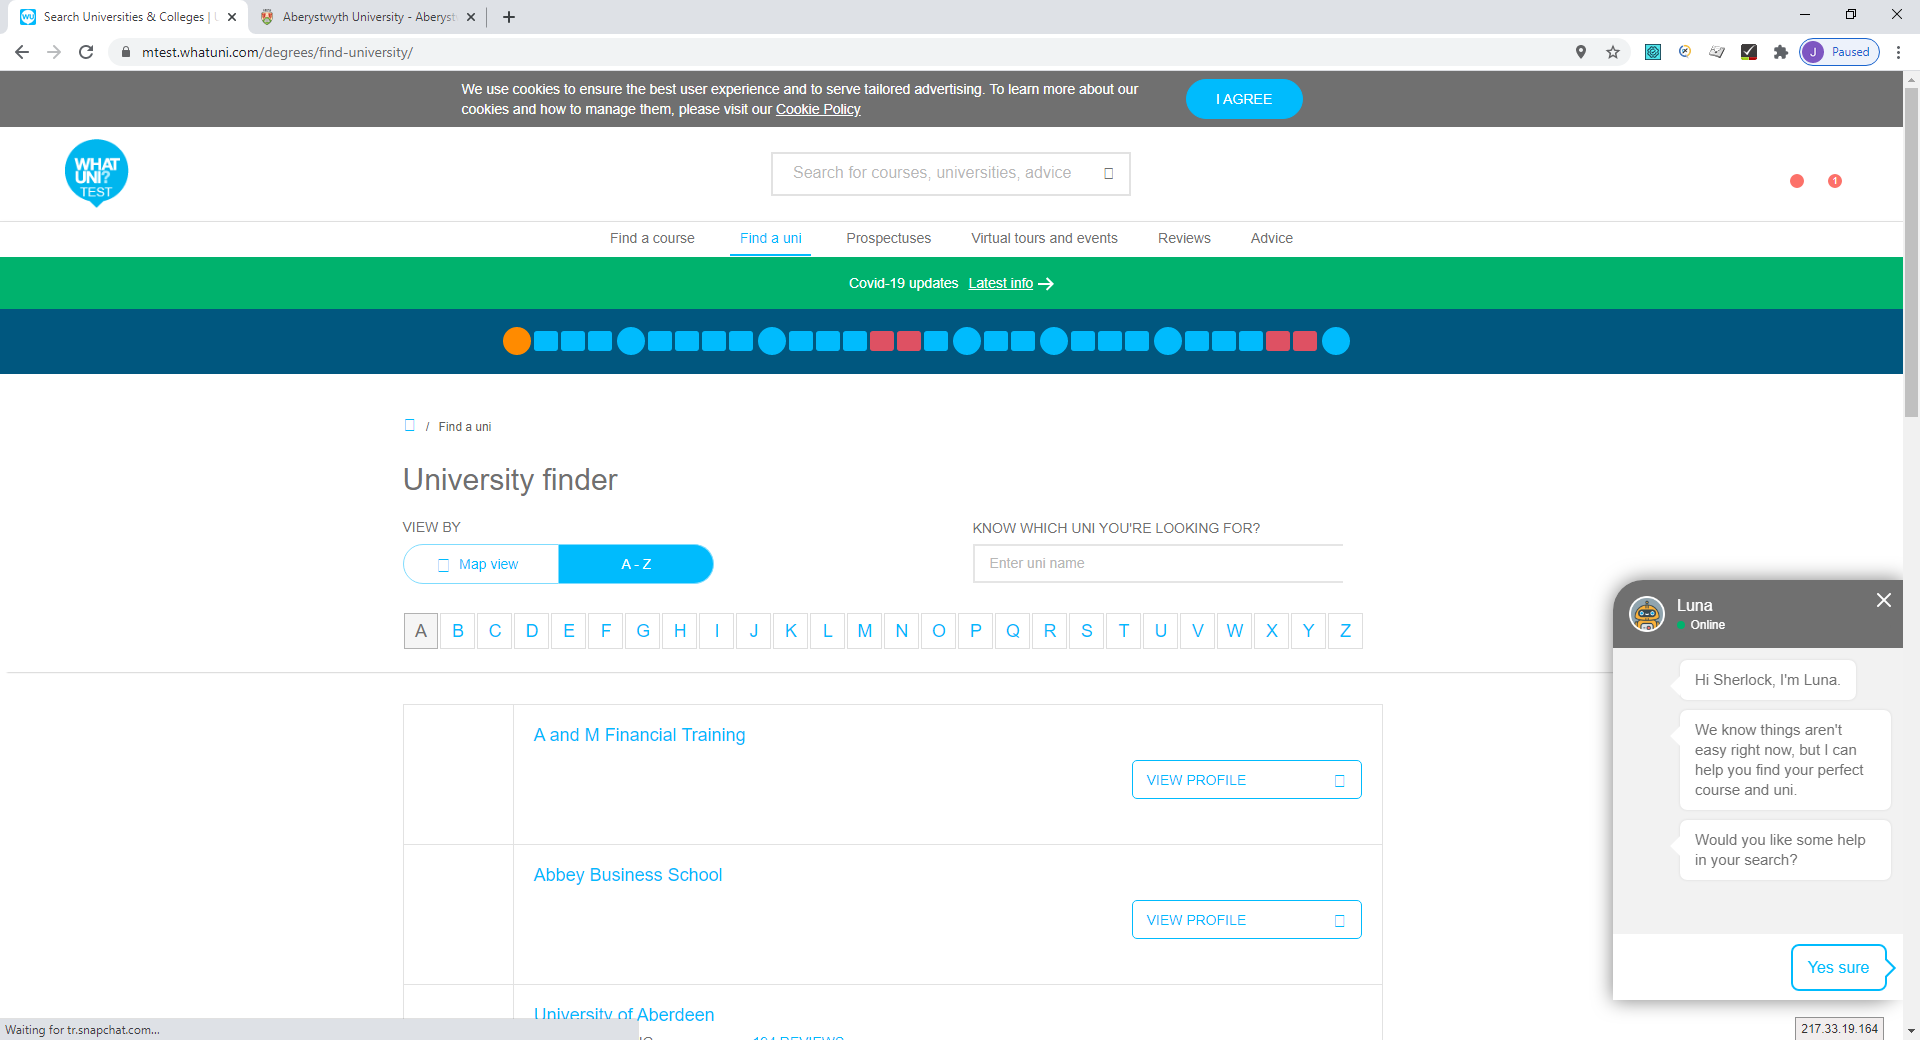 Search Universities & Colleges |
Aberystwyth University - Aberyst
mtest.whatuni.com/degrees/find-university/
J Paused
We use cookies to ensure the best user experience and to serve tailored advertising. To learn more about our
cookies and how to manage them, please visit our Cookie Policy
I AGREE
WHAT
UNI?
TEST
Search for courses, universities, advice
1
Find a course
Find a uni
Prospectuses
Virtual tours and events
Reviews
Advice
Covid-19 updates Latest info
/ Find a uni
University finder
VIEW BY
KNOW WHICH UNI YOU'RE LOOKING FOR?
Map view
A - Z
Enter uni name
A B C D E F G H I J K L M N O P Q R S T U V W X Y Z
A and M Financial Training
VIEW PROFILE
Abbey Business School
VIEW PROFILE
University of Aberdeen
Luna
Online
Hi Sherlock, I'm Luna.
We know things aren't
easy right now, but I can
help you find your perfect
course and uni.
Would you like some help
in your search?
Yes sure
Waiting for tr.snapchat.com...
217.33.19.164